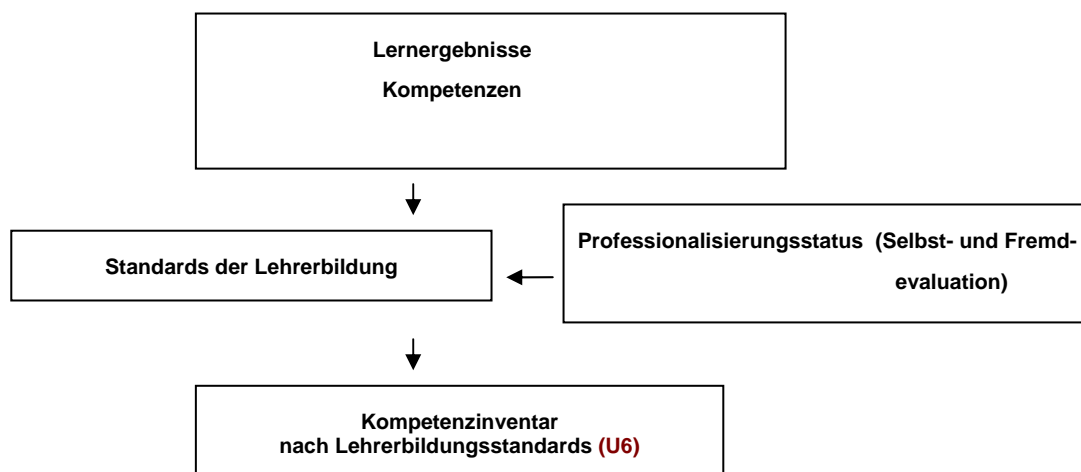 Lernergebnisse
Kompetenzen
Standards der Lehrerbildung
Professionalisierungsstatus (Selbst- und Fremd-
evaluation)
Kompetenzinventar
nach Lehrerbildungsstandards (U6)